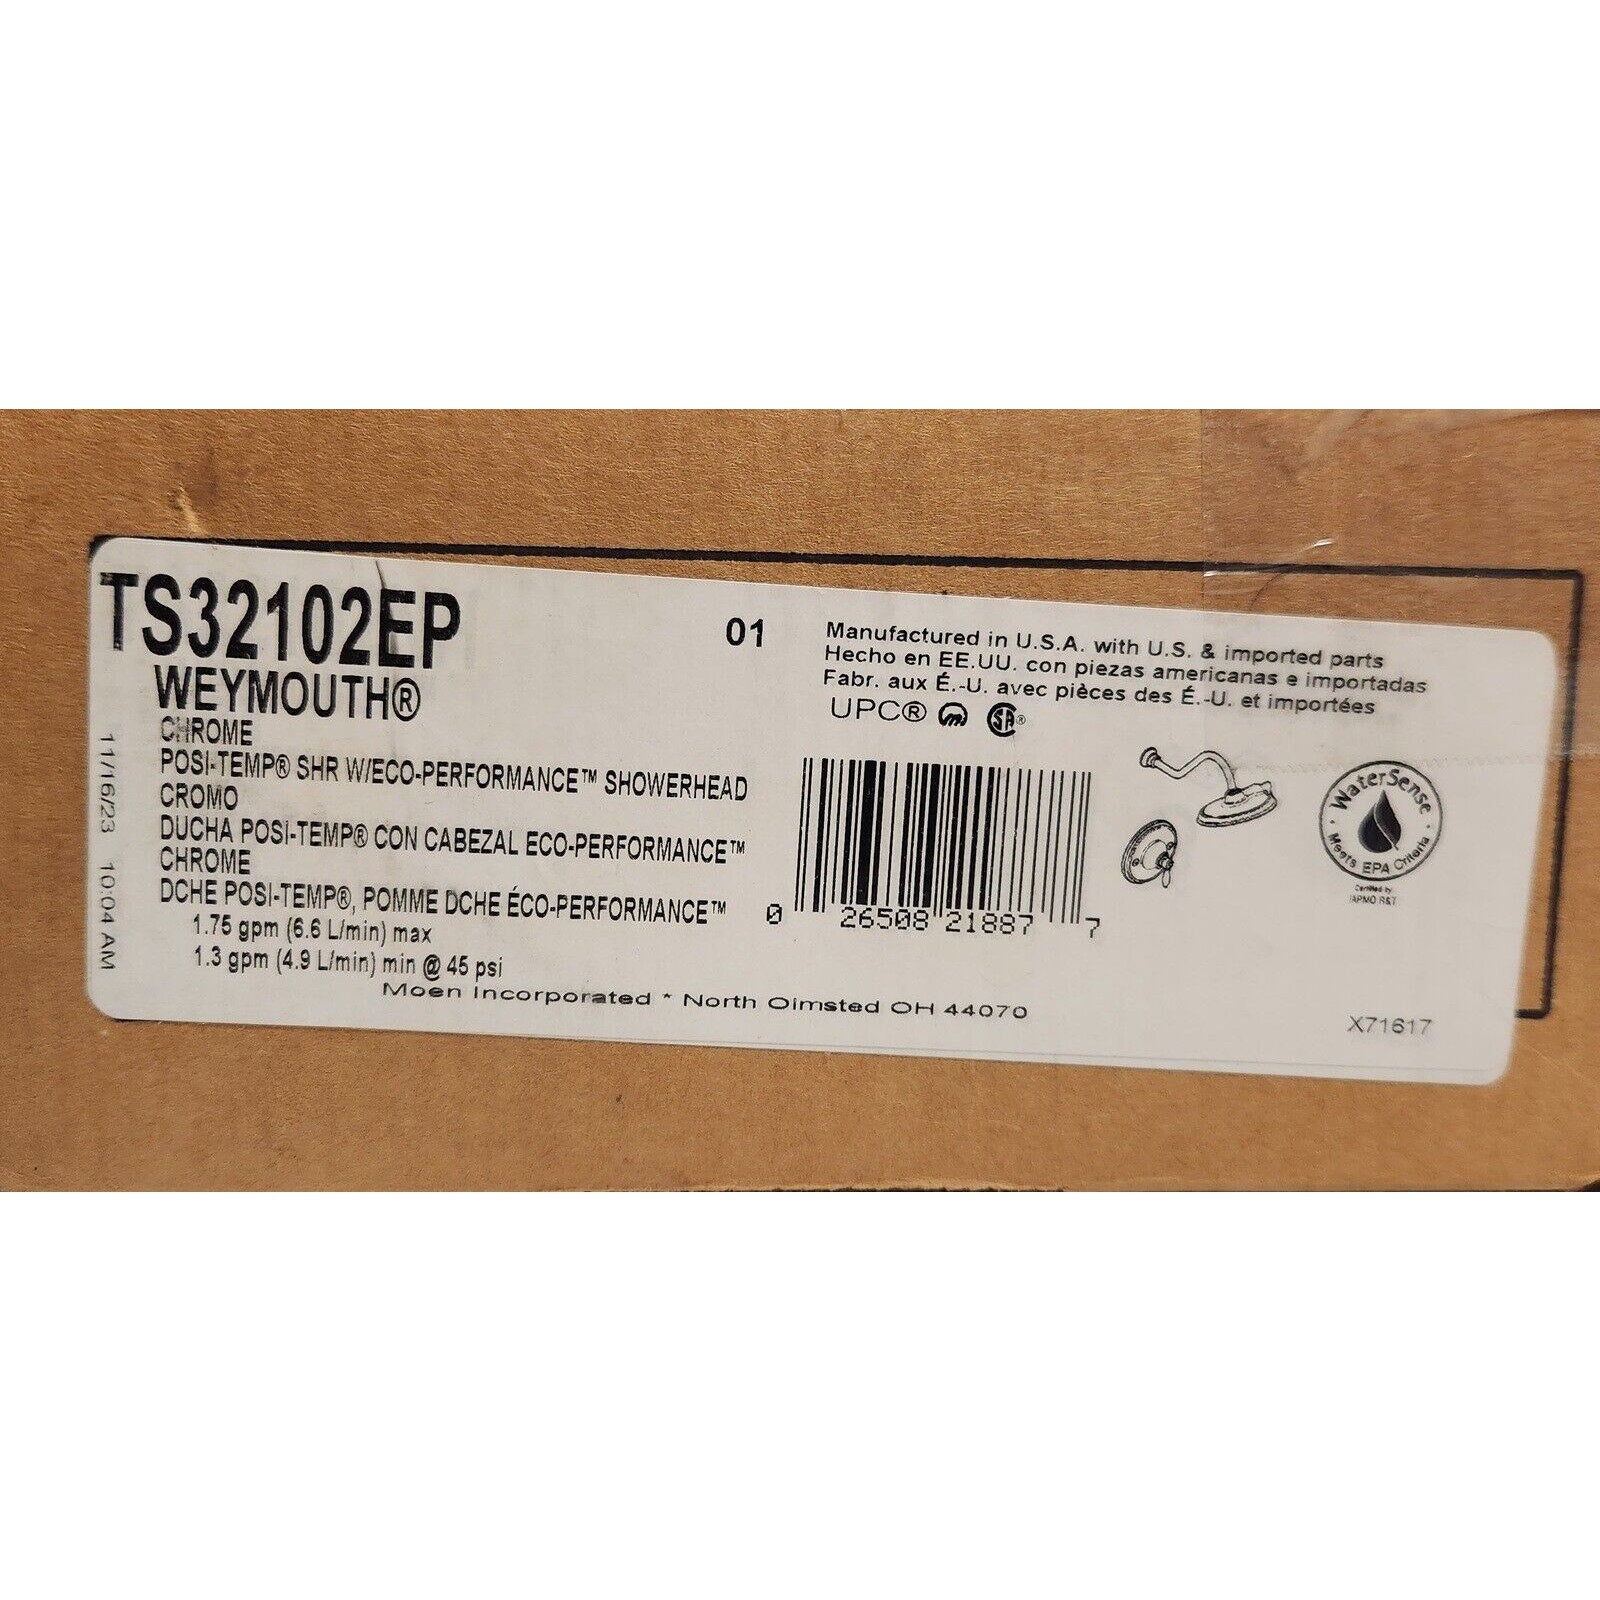 TS32102EP
WEYMOUTH®
CHROME
POSI-TEMP® SHR W/ECO-PERFORMANCE™ SHOWERHEAD
CROMO
DUCHA POSI-TEMP® CON CABEZAL ECO-PERFORMANCE™
CHROME
DCHE POSI-TEMP®, POMME DCHE ÉCO-PERFORMANCE™
1.75 gpm (6.6 L/min) max
1.3 gpm (4.9 L/min) min @ 45 psi
Moen Incorporated * North Olmsted OH 44070
11/16/23 10:04 AM
01
Manufactured in U.S.A. with U.S. & imported parts
Hecho en EE.UU. con piezas americanas e importadas
Fabr. aux É.-U. avec pièces des É.-U. et importées
UPC® SA®
0 26508 21887 7
WaterSense
Meets EPA Criteria
Certified by
IAPMO R&T
X71617